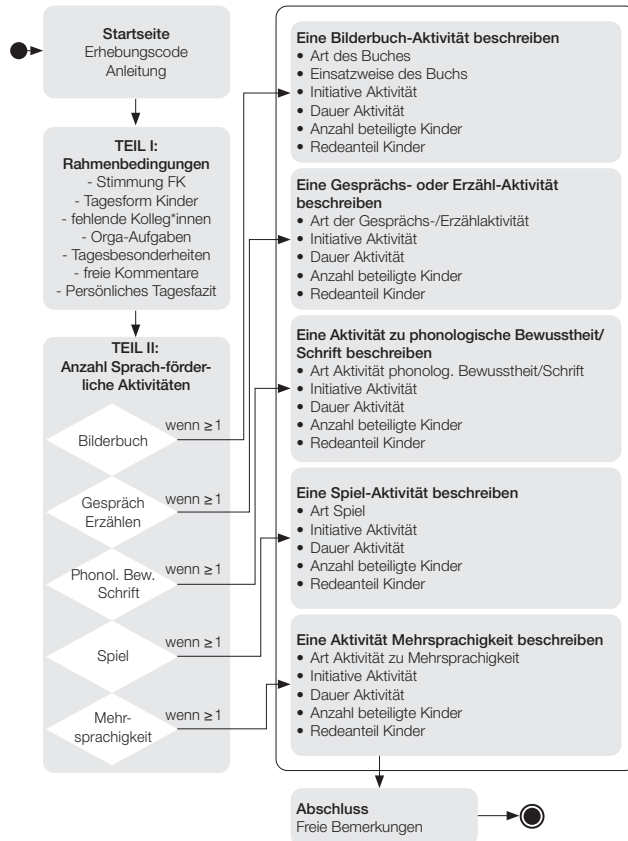 Startseite
Erhebungscode
Anleitung
TEIL I:
Rahmenbedingungen
- Stimmung FK
- Tagesform Kinder
- fehlende Kolleg*innen
- Orga-Aufgaben
- Tagesbesonderheiten
- freie Kommentare
- Persönliches Tagesfazit
TEIL II:
Anzahl Sprach-förder-
liche Aktivitäten
Bilderbuch
wenn ≥ 1
Gespräch
Erzählen
wenn ≥ 1
Phonol. Bew.
Schrift
wenn ≥ 1
Spiel
wenn ≥ 1
Mehr-
sprachigkeit
wenn ≥ 1
Eine Bilderbuch-Aktivität beschreiben
• Art des Buches
• Einsatzweise des Buchs
• Initiative Aktivität
• Dauer Aktivität
• Anzahl beteiligte Kinder
• Redeanteil Kinder
Eine Gesprächs- oder Erzähl-Aktivität
beschreiben
• Art der Gesprächs-/Erzählaktivität
• Initiative Aktivität
• Dauer Aktivität
• Anzahl beteiligte Kinder
• Redeanteil Kinder
Eine Aktivität zu phonologische Bewusstheit/
Schrift beschreiben
• Art Aktivität phonolog. Bewusstheit/Schrift
• Initiative Aktivität
• Dauer Aktivität
• Anzahl beteiligte Kinder
• Redeanteil Kinder
Eine Spiel-Aktivität beschreiben
• Art Spiel
• Initiative Aktivität
• Dauer Aktivität
• Anzahl beteiligte Kinder
• Redeanteil Kinder
Eine Aktivität Mehrsprachigkeit beschreiben
• Art Aktivität zu Mehrsprachigkeit
• Initiative Aktivität
• Dauer Aktivität
• Anzahl beteiligte Kinder
• Redeanteil Kinder
Abschluss
Freie Bemerkungen